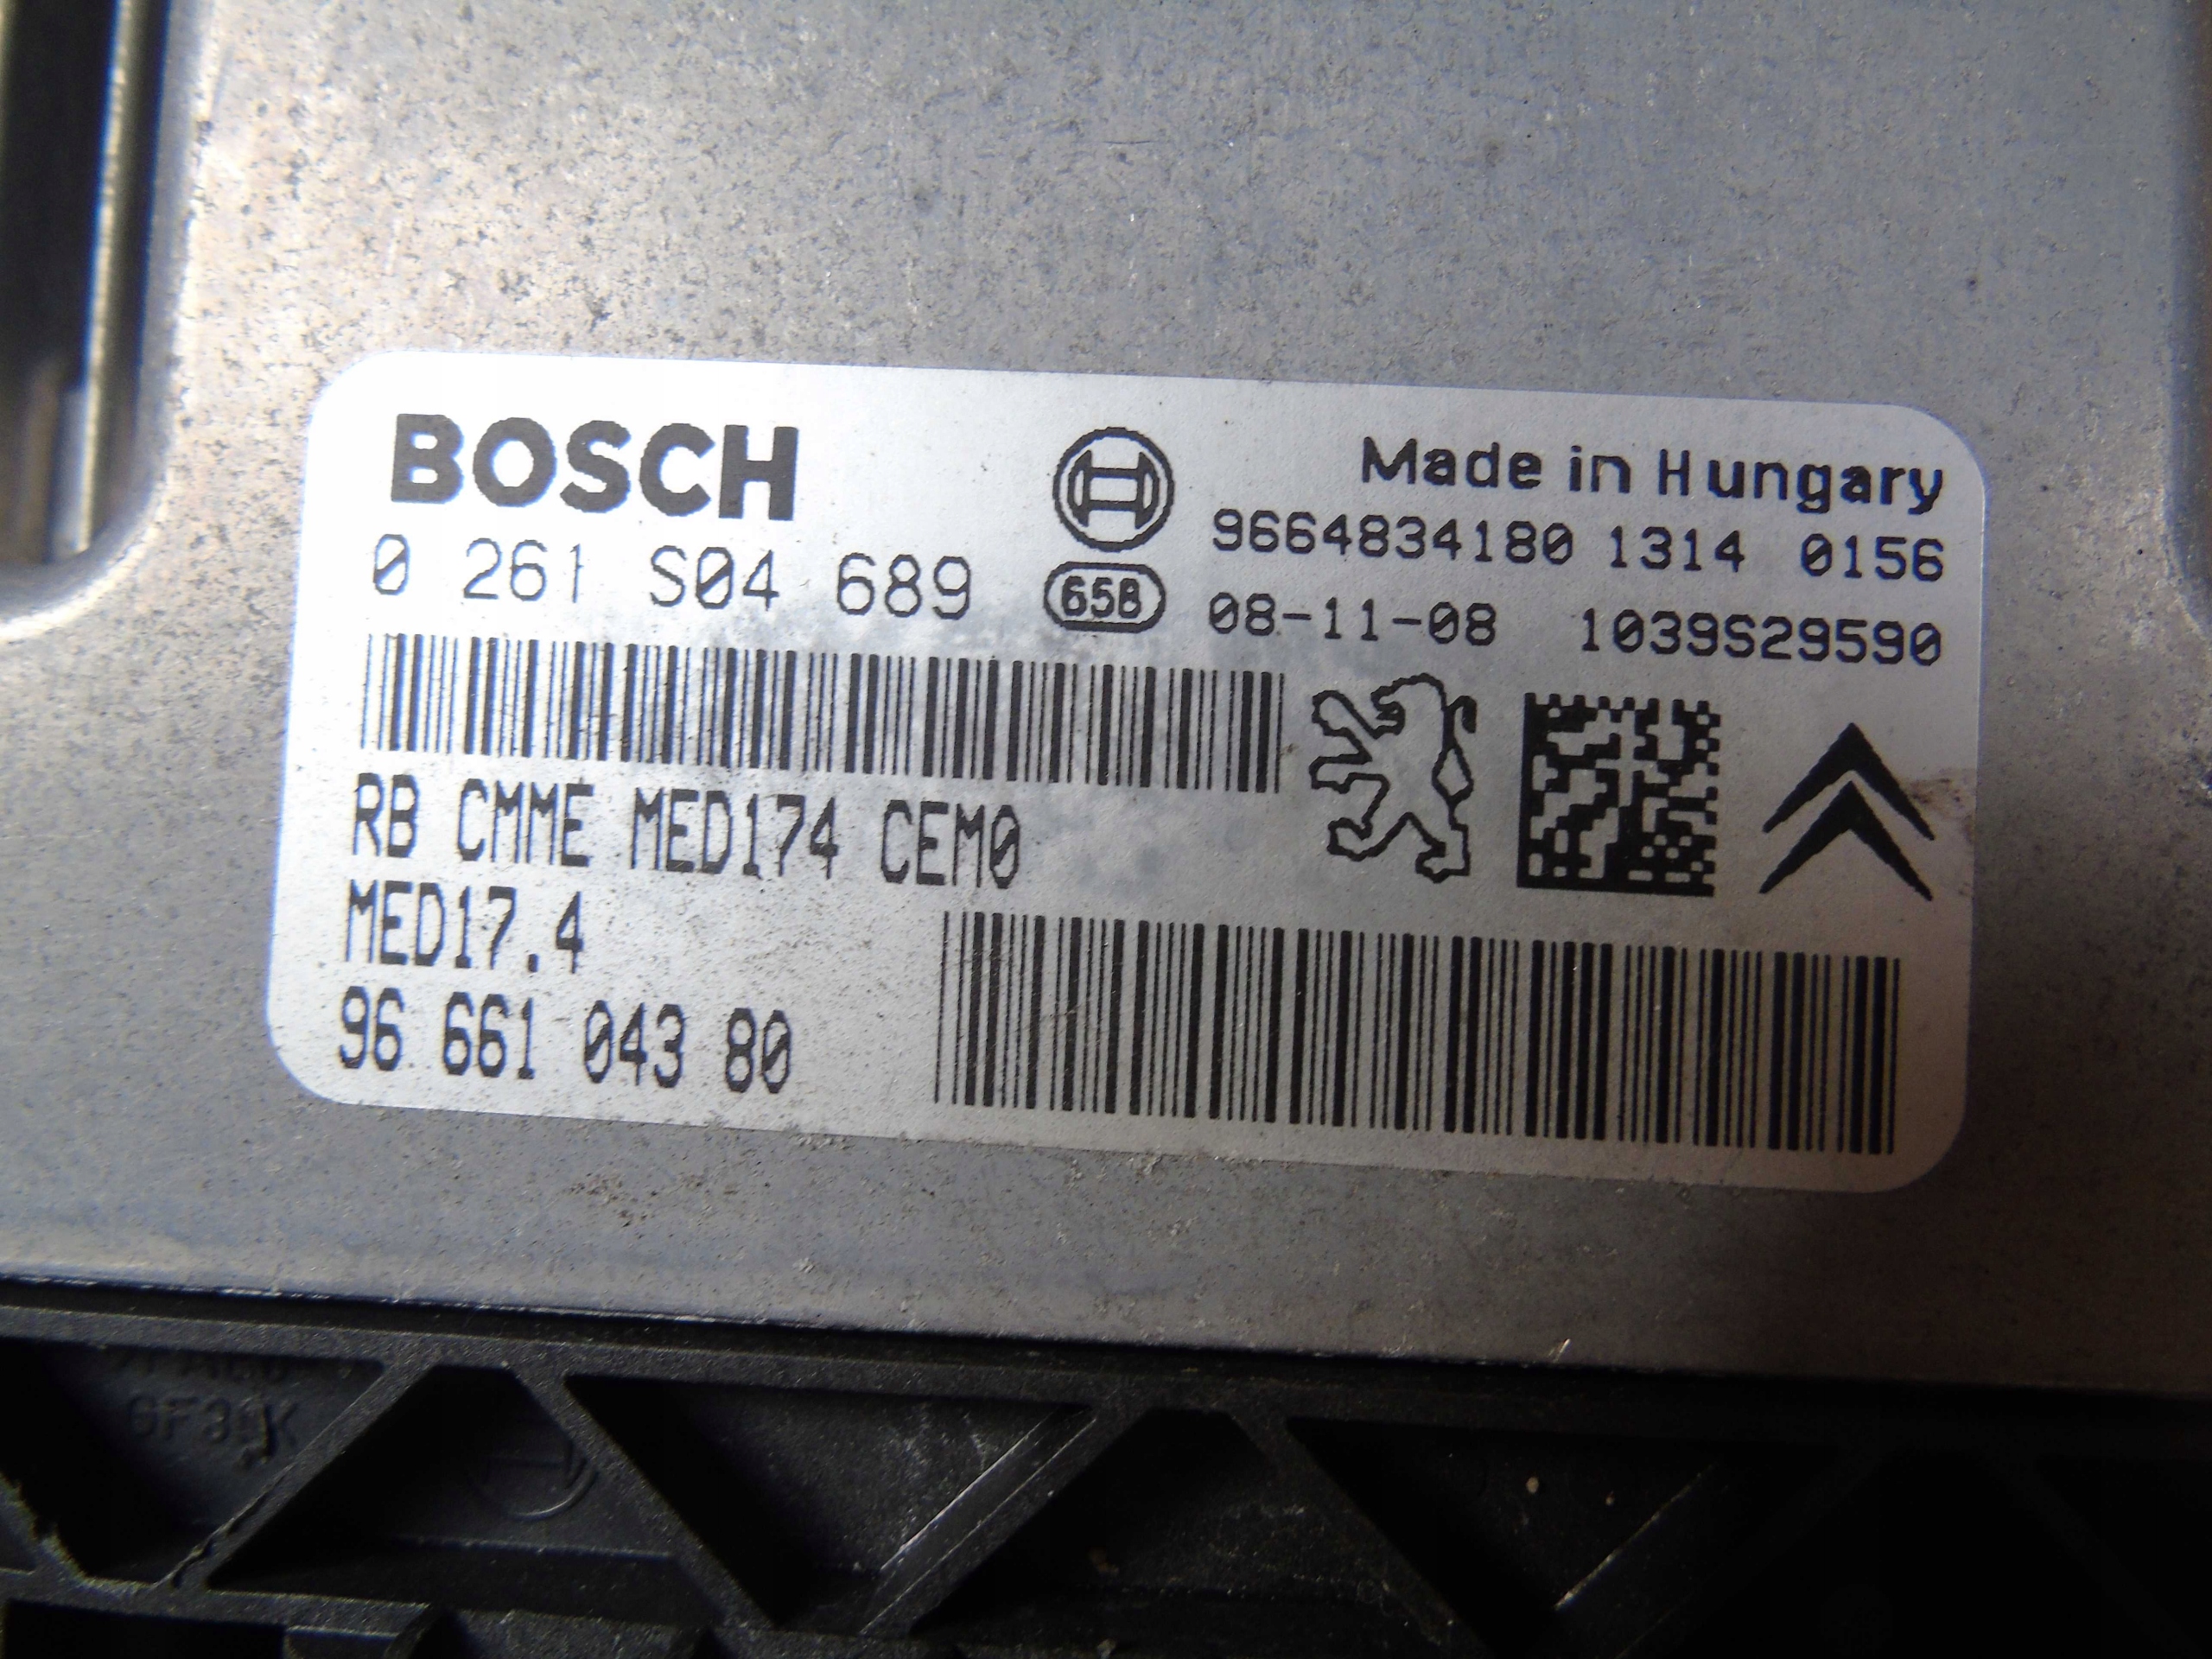 BOSCH
Made in Hungary
9664834180 1314 0156
0 261 S04 689
658
08-11-08 1039S29590
RB CMME MED174 CEM0
MED17.4
96 661 043 80